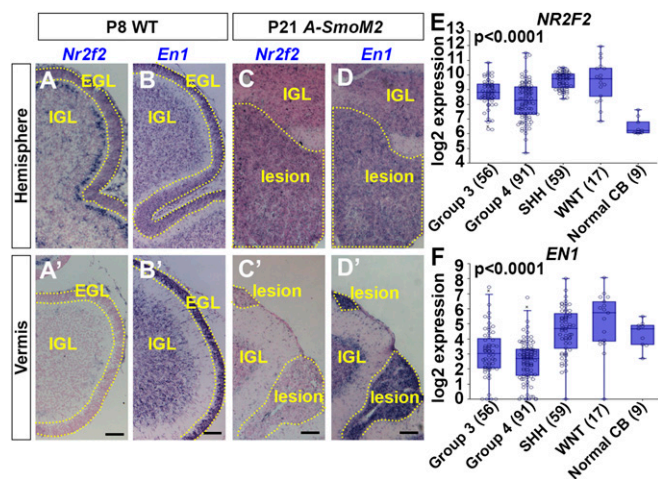 P8 WT
P21 A-SmoM2
Nr2f2
En1
Nr2f2
En1
Hemisphere
A
EGL
IGL
B
EGL
IGL
C
IGL
lesion
D
IGL
lesion
Vermis
A'
EGL
IGL
B'
EGL
IGL
C'
lesion
IGL
lesion
D'
lesion
IGL
lesion
E
NR2F2
p<0.0001
log2 expression
13
12
11
10
9
8
7
6
5
4
Group 3 (56)
Group 4 (91)
SHH (59)
WNT (17)
Normal CB (9)
F
EN1
p<0.0001
log2 expression
9
8
7
6
5
4
3
2
1
0
Group 3 (56)
Group 4 (91)
SHH (59)
WNT (17)
Normal CB (9)